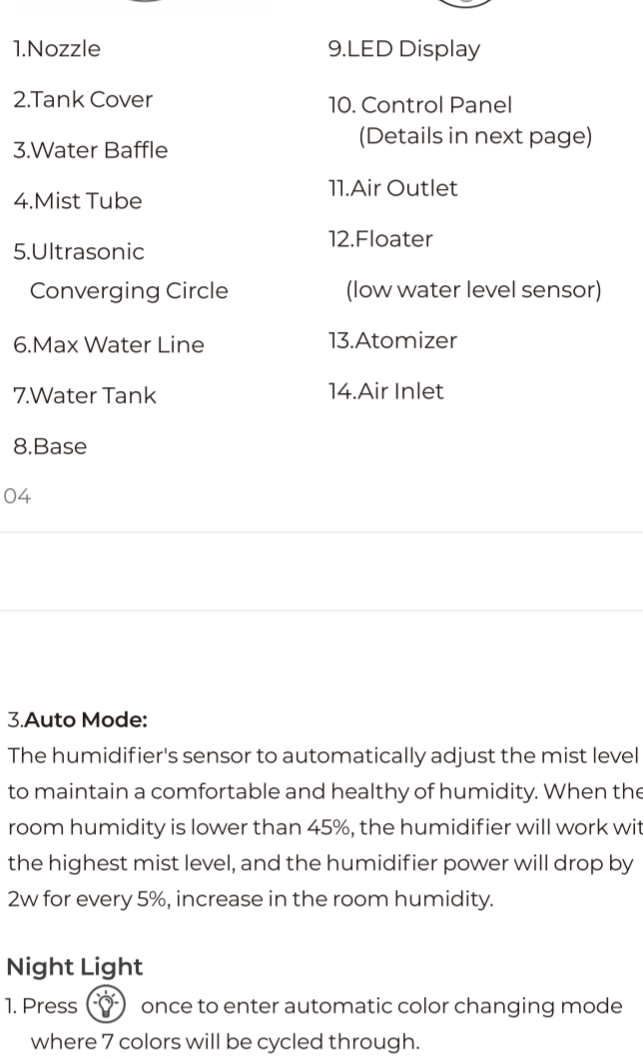 1.Nozzle
2.Tank Cover
3.Water Baffle
4.Mist Tube
5.Ultrasonic
Converging Circle
6.Max Water Line
7.Water Tank
8.Base
9.LED Display
10. Control Panel
(Details in next page)
11.Air Outlet
12.Floater
(low water level sensor)
13.Atomizer
14.Air Inlet
04
3.Auto Mode:
The humidifier's sensor to automatically adjust the mist level
to maintain a comfortable and healthy of humidity. When the
room humidity is lower than 45%, the humidifier will work wit
the highest mist level, and the humidifier power will drop by
2w for every 5%, increase in the room humidity.
Night Light
1. Press once to enter automatic color changing mode
where 7 colors will be cycled through.